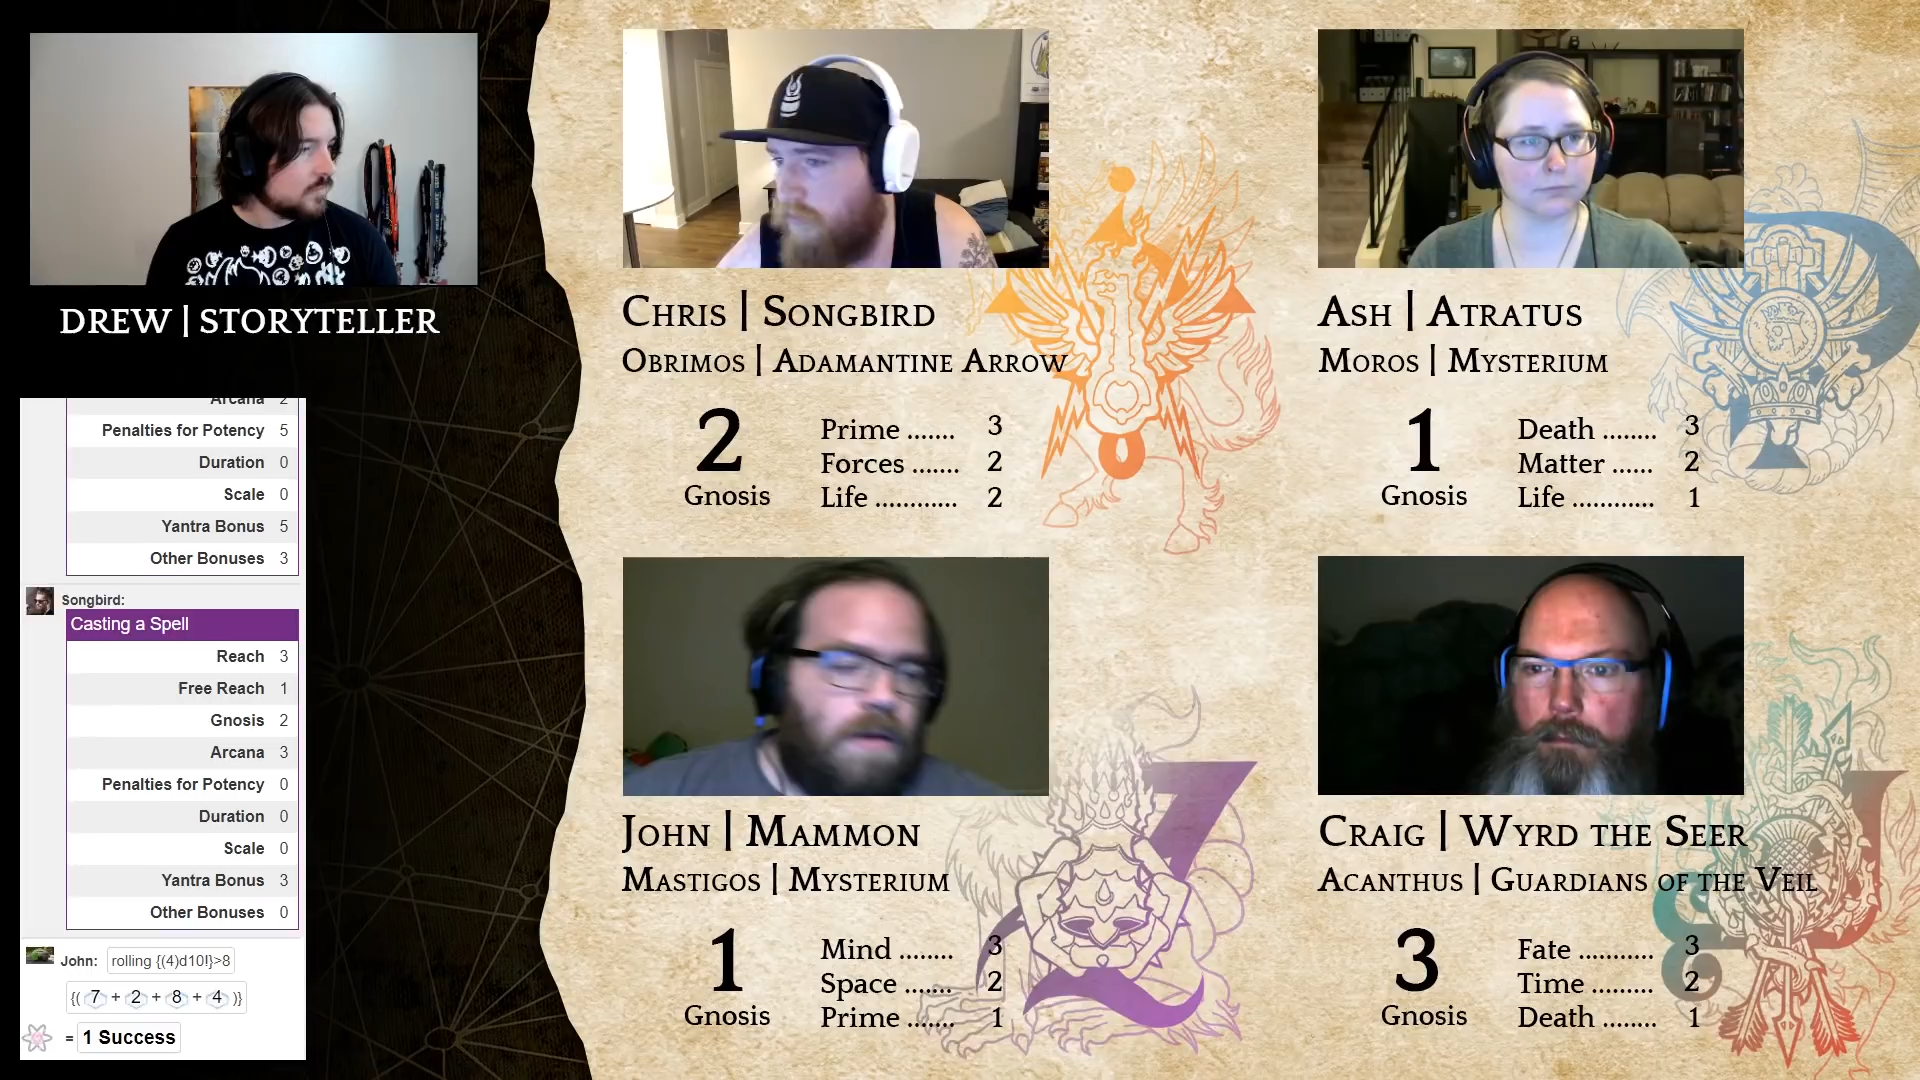 DREW | STORYTELLER
Arcana 2
Penalties for Potency 5
Duration 0
Scale 0
Yantra Bonus 5
Other Bonuses 3
Songbird:
Casting a Spell
Reach 3
Free Reach 1
Gnosis 2
Arcana 3
Penalties for Potency 0
Duration 0
Scale 0
Yantra Bonus 3
Other Bonuses 0
John: rolling {(4)d10!}>8
{( 7 + 2 + 8 + 4 )}
= 1 Success
Chris | Songbird
Obrimos | Adamantine Arrow
2
Gnosis
Prime ....... 3
Forces ....... 2
Life ............ 2
Ash | Atratus
Moros | Mysterium
1
Gnosis
Death ........ 3
Matter ...... 2
Life ............ 1
John | Mammon
Mastigos | Mysterium
1
Gnosis
Mind ........ 3
Space ....... 2
Prime ....... 1
Craig | Wyrd the Seer
Acanthus | Guardians of the Veil
3
Gnosis
Fate ........... 3
Time ......... 2
Death ........ 1